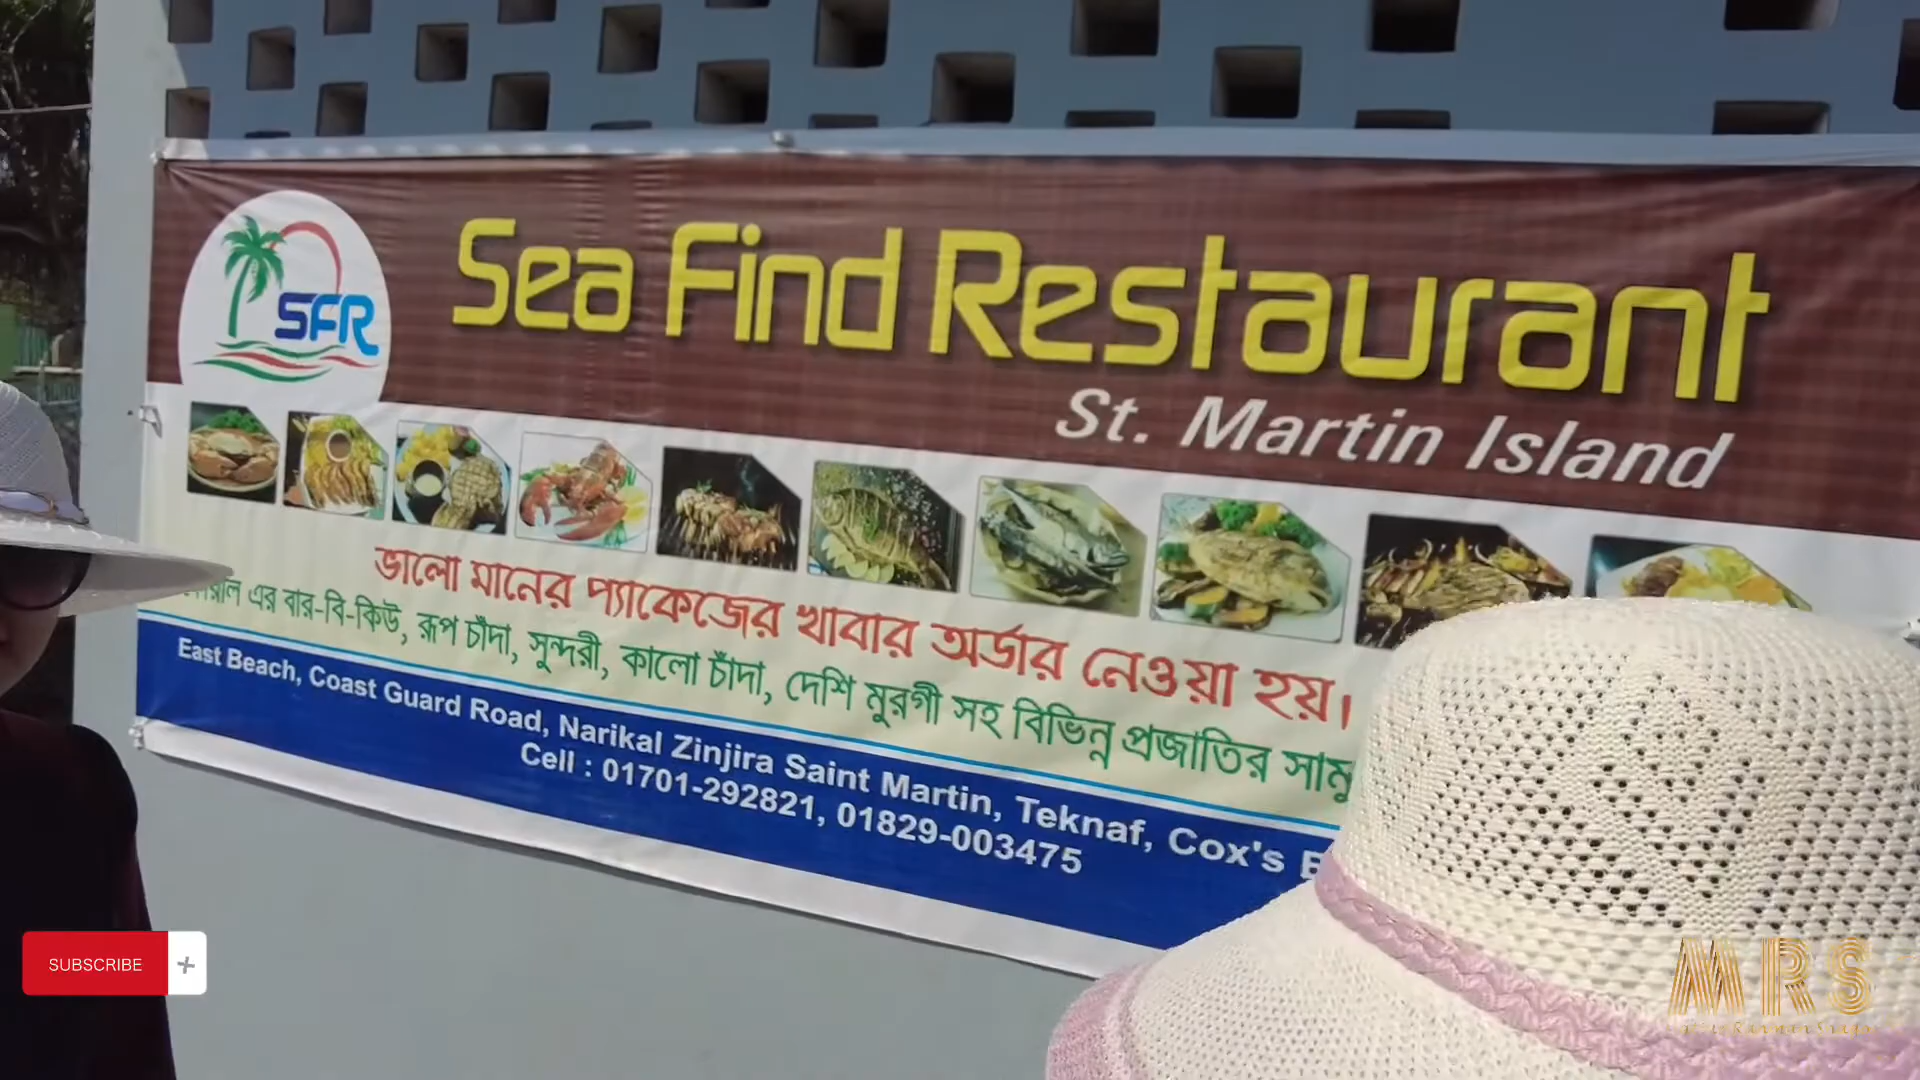 SFR
Sea Find Restaurant
St. Martin Island
ভালো মানের প্যাকেজের খাবার অর্ডার নেওয়া হয়।
এর বার-বি-কিউ, রূপ চাঁদা, সুন্দরী, কালো চাঁদা, দেশি মুরগী সহ বিভিন্ন প্রজাতির
East Beach, Coast Guard Road, Narikal Zinjira Saint Martin, Teknaf, Cox's
Cell : 01701-292821, 01829-003475
SUBSCRIBE
MRS